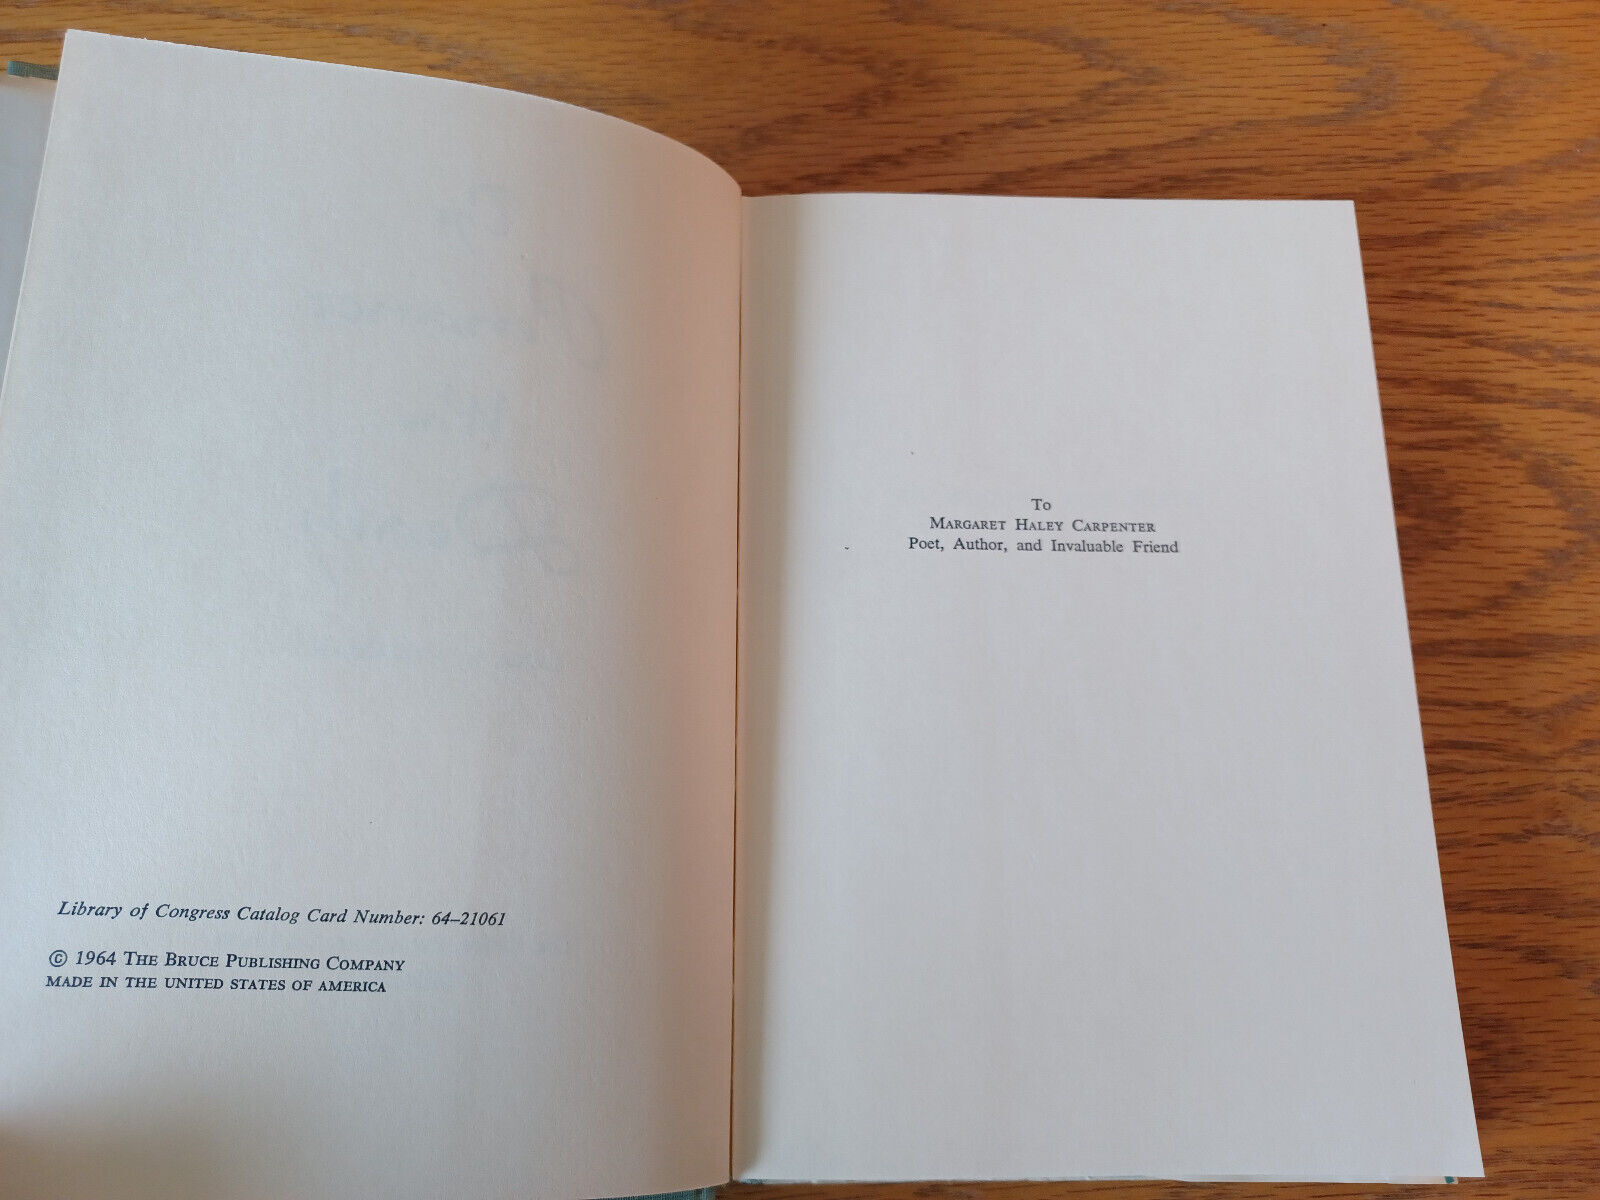 Library of Congress Catalog Card Number: 64–21061
© 1964 The Bruce Publishing Company
made in the united states of america
To
Margaret Haley Carpenter
Poet, Author, and Invaluable Friend